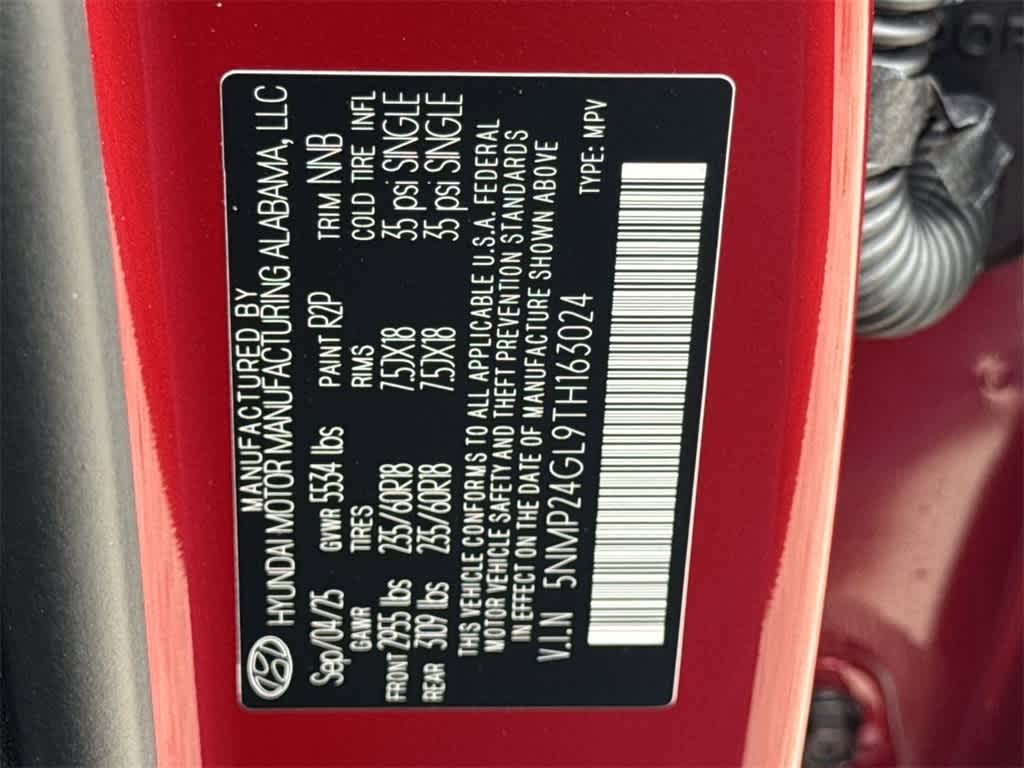 MANUFACTURED BY
HYUNDAI MOTOR MANUFACTURING ALABAMA, LLC
Sep/04/25 GVWR 5534 lbs PAINT R2P TRIM NNB
GAWR TIRES RIMS COLD TIRE INFL
FRONT 2955 lbs 235/60R18 7.5JX18 35 psi SINGLE
REAR 3109 lbs 235/60R18 7.5JX18 35 psi SINGLE
THIS VEHICLE CONFORMS TO ALL APPLICABLE U.S.A. FEDERAL
MOTOR VEHICLE SAFETY AND THEFT PREVENTION STANDARDS
IN EFFECT ON THE DATE OF MANUFACTURE SHOWN ABOVE
V.I.N 5NMP24GL9TH163024 TYPE: MPV